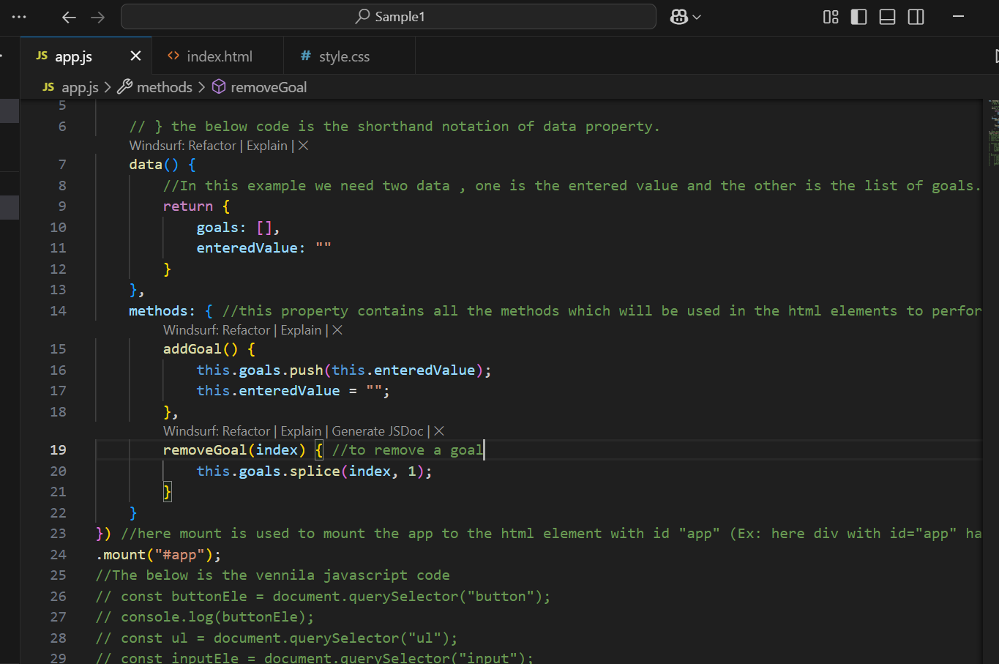 Sample1
JS app.js
<> index.html
# style.css
JS app.js > methods > removeGoal
5
6 // } the below code is the shorthand notation of data property.
Windsurf: Refactor | Explain | ×
7 data() {
8 //In this example we need two data , one is the entered value and the other is the list of goals.
9 return {
10 goals: [],
11 enteredValue: ""
12 }
13 },
14 methods: { //this property contains all the methods which will be used in the html elements to perfor
Windsurf: Refactor | Explain | ×
15 addGoal() {
16 this.goals.push(this.enteredValue);
17 this.enteredValue = "";
18 },
Windsurf: Refactor | Explain | Generate JSDoc | ×
19 removeGoal(index) { //to remove a goal
20 this.goals.splice(index, 1);
21 }
22 }
23 }) //here mount is used to mount the app to the html element with id "app" (Ex: here div with id="app" ha
24 .mount("#app");
25 //The below is the vennila javascript code
26 // const buttonEle = document.querySelector("button");
27 // console.log(buttonEle);
28 // const ul = document.querySelector("ul");
29 // const inputEle = document.querySelector("input");